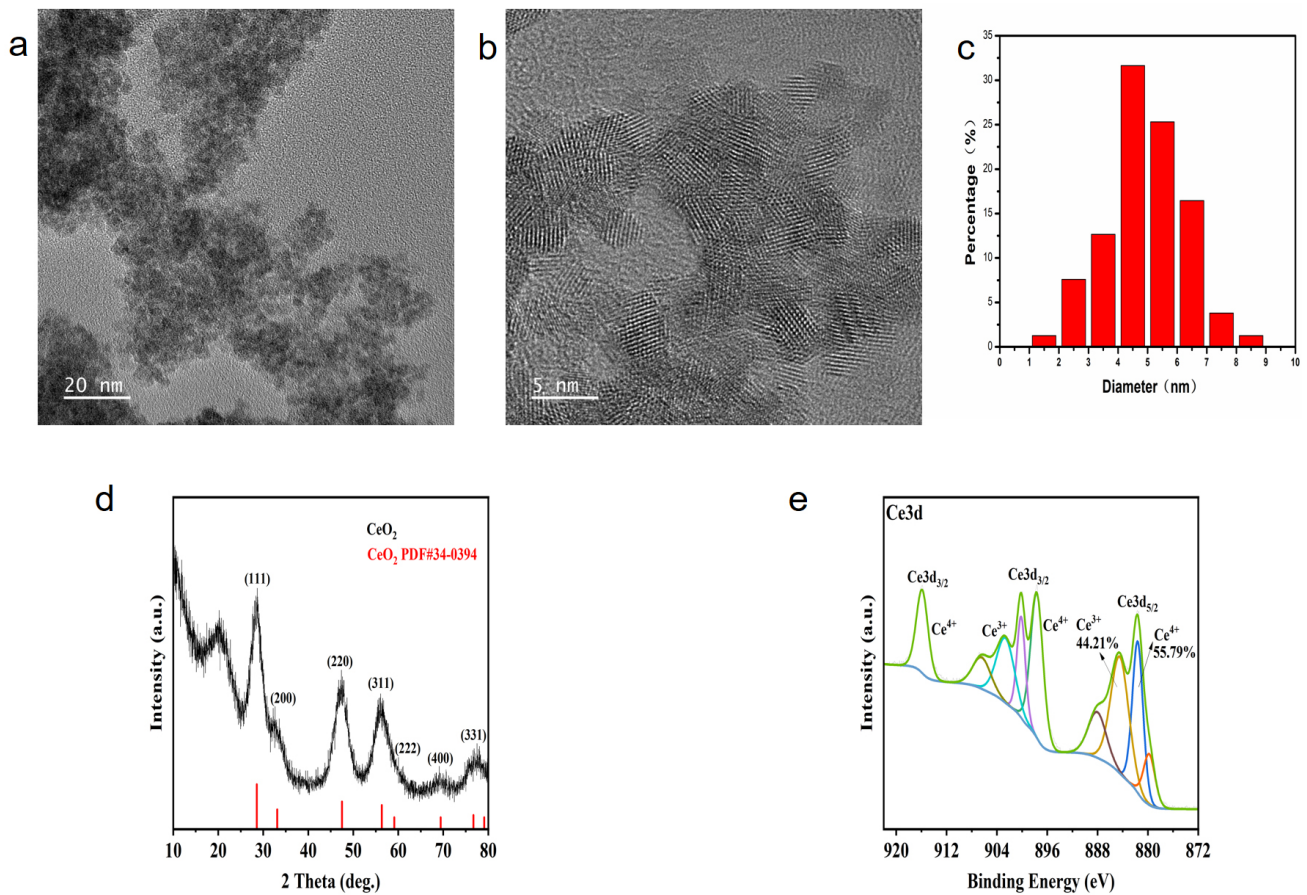 a
20 nm
b
5 nm
c
Percentage (%)
35
30
25
20
15
10
5
0
0 1 2 3 4 5 6 7 8 9 10
Diameter (nm)
d
Intensity (a.u.)
CeO₂
CeO₂ PDF#34-0394
(111)
(200)
(220)
(311)
(222)
(400)
(331)
10 20 30 40 50 60 70 80
2 Theta (deg.)
e
Intensity (a.u.)
Ce3d
Ce3d₃/₂
Ce⁴⁺
Ce³⁺
Ce3d₃/₂
Ce⁴⁺
Ce³⁺
44.21%
Ce3d₅/₂
Ce⁴⁺
55.79%
920 912 904 896 888 880 872
Binding Energy (eV)